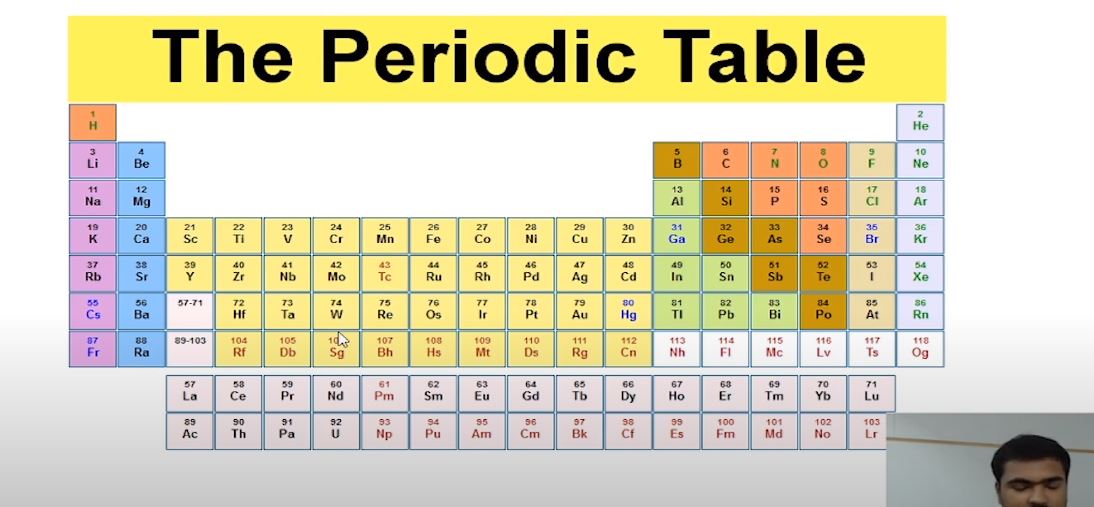 The Periodic Table
1 2
H He
3 4 5 6 7 8 9 10
Li Be B C N O F Ne
11 12 13 14 15 16 17 18
Na Mg Al Si P S Cl Ar
19 20 21 22 23 24 25 26 27 28 29 30 31 32 33 34 35 36
K Ca Sc Ti V Cr Mn Fe Co Ni Cu Zn Ga Ge As Se Br Kr
37 38 39 40 41 42 43 44 45 46 47 48 49 50 51 52 53 54
Rb Sr Y Zr Nb Mo Tc Ru Rh Pd Ag Cd In Sn Sb Te I Xe
55 56 57-71 72 73 74 75 76 77 78 79 80 81 82 83 84 85 86
Cs Ba Hf Ta W Re Os Ir Pt Au Hg Tl Pb Bi Po At Rn
87 88 89-103 104 105 107 108 109 110 111 112 113 114 115 116 117 118
Fr Ra Rf Db Sg Bh Hs Mt Ds Rg Cn Nh Fl Mc Lv Ts Og
57 58 59 60 61 62 63 64 65 66 67 68 69 70 71
La Ce Pr Nd Pm Sm Eu Gd Tb Dy Ho Er Tm Yb Lu
89 90 91 92 93 94 95 96 97 98 99 100 101 102 103
Ac Th Pa U Np Pu Am Cm Bk Cf Es Fm Md No Lr